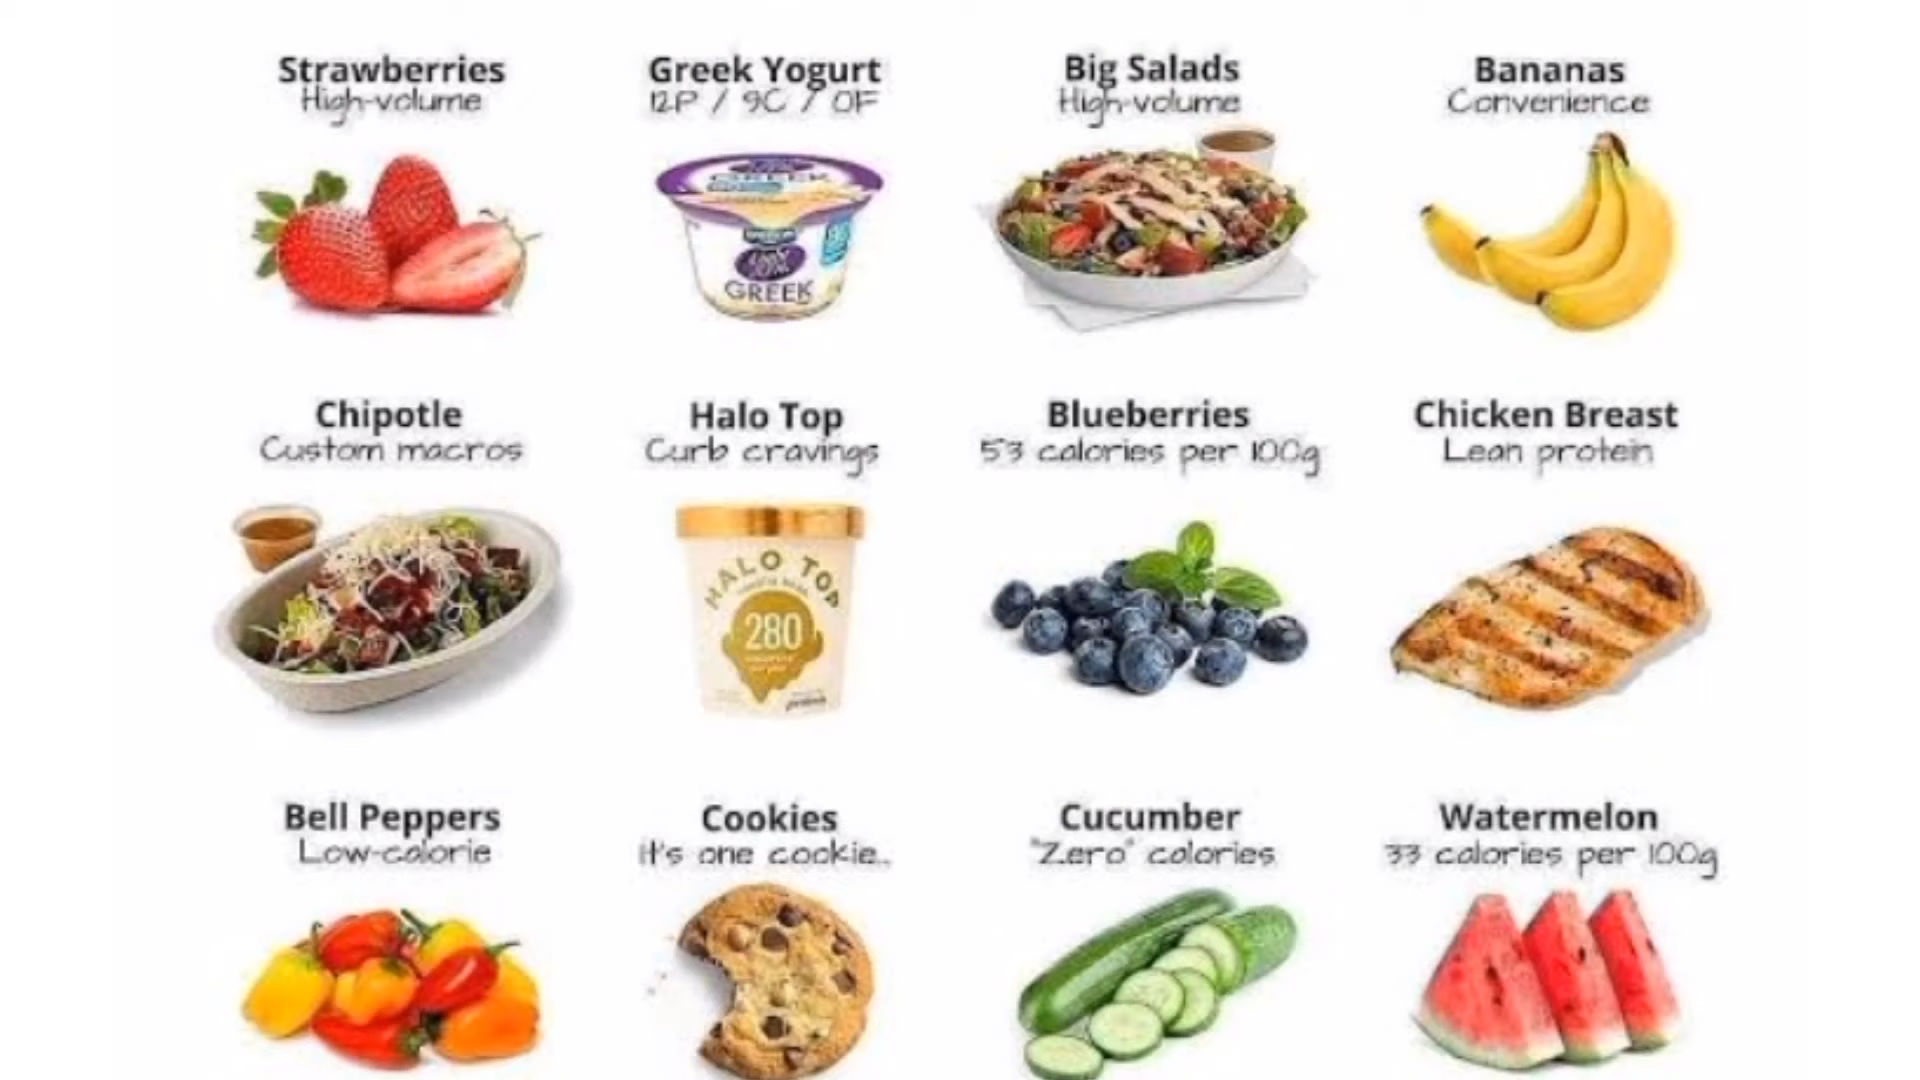 Strawberries
High-volume
Greek Yogurt
12P / 9C / 0F
Big Salads
High-volume
Bananas
Convenience
GREEK
GREEK
Chipotle
Custom macros
Halo Top
Curb cravings
Blueberries
53 calories per 100g
Chicken Breast
Lean protein
HALO TOP
280
Bell Peppers
Low-calorie
Cookies
it's one cookie..
Cucumber
"Zero" calories
Watermelon
33 calories per 100g